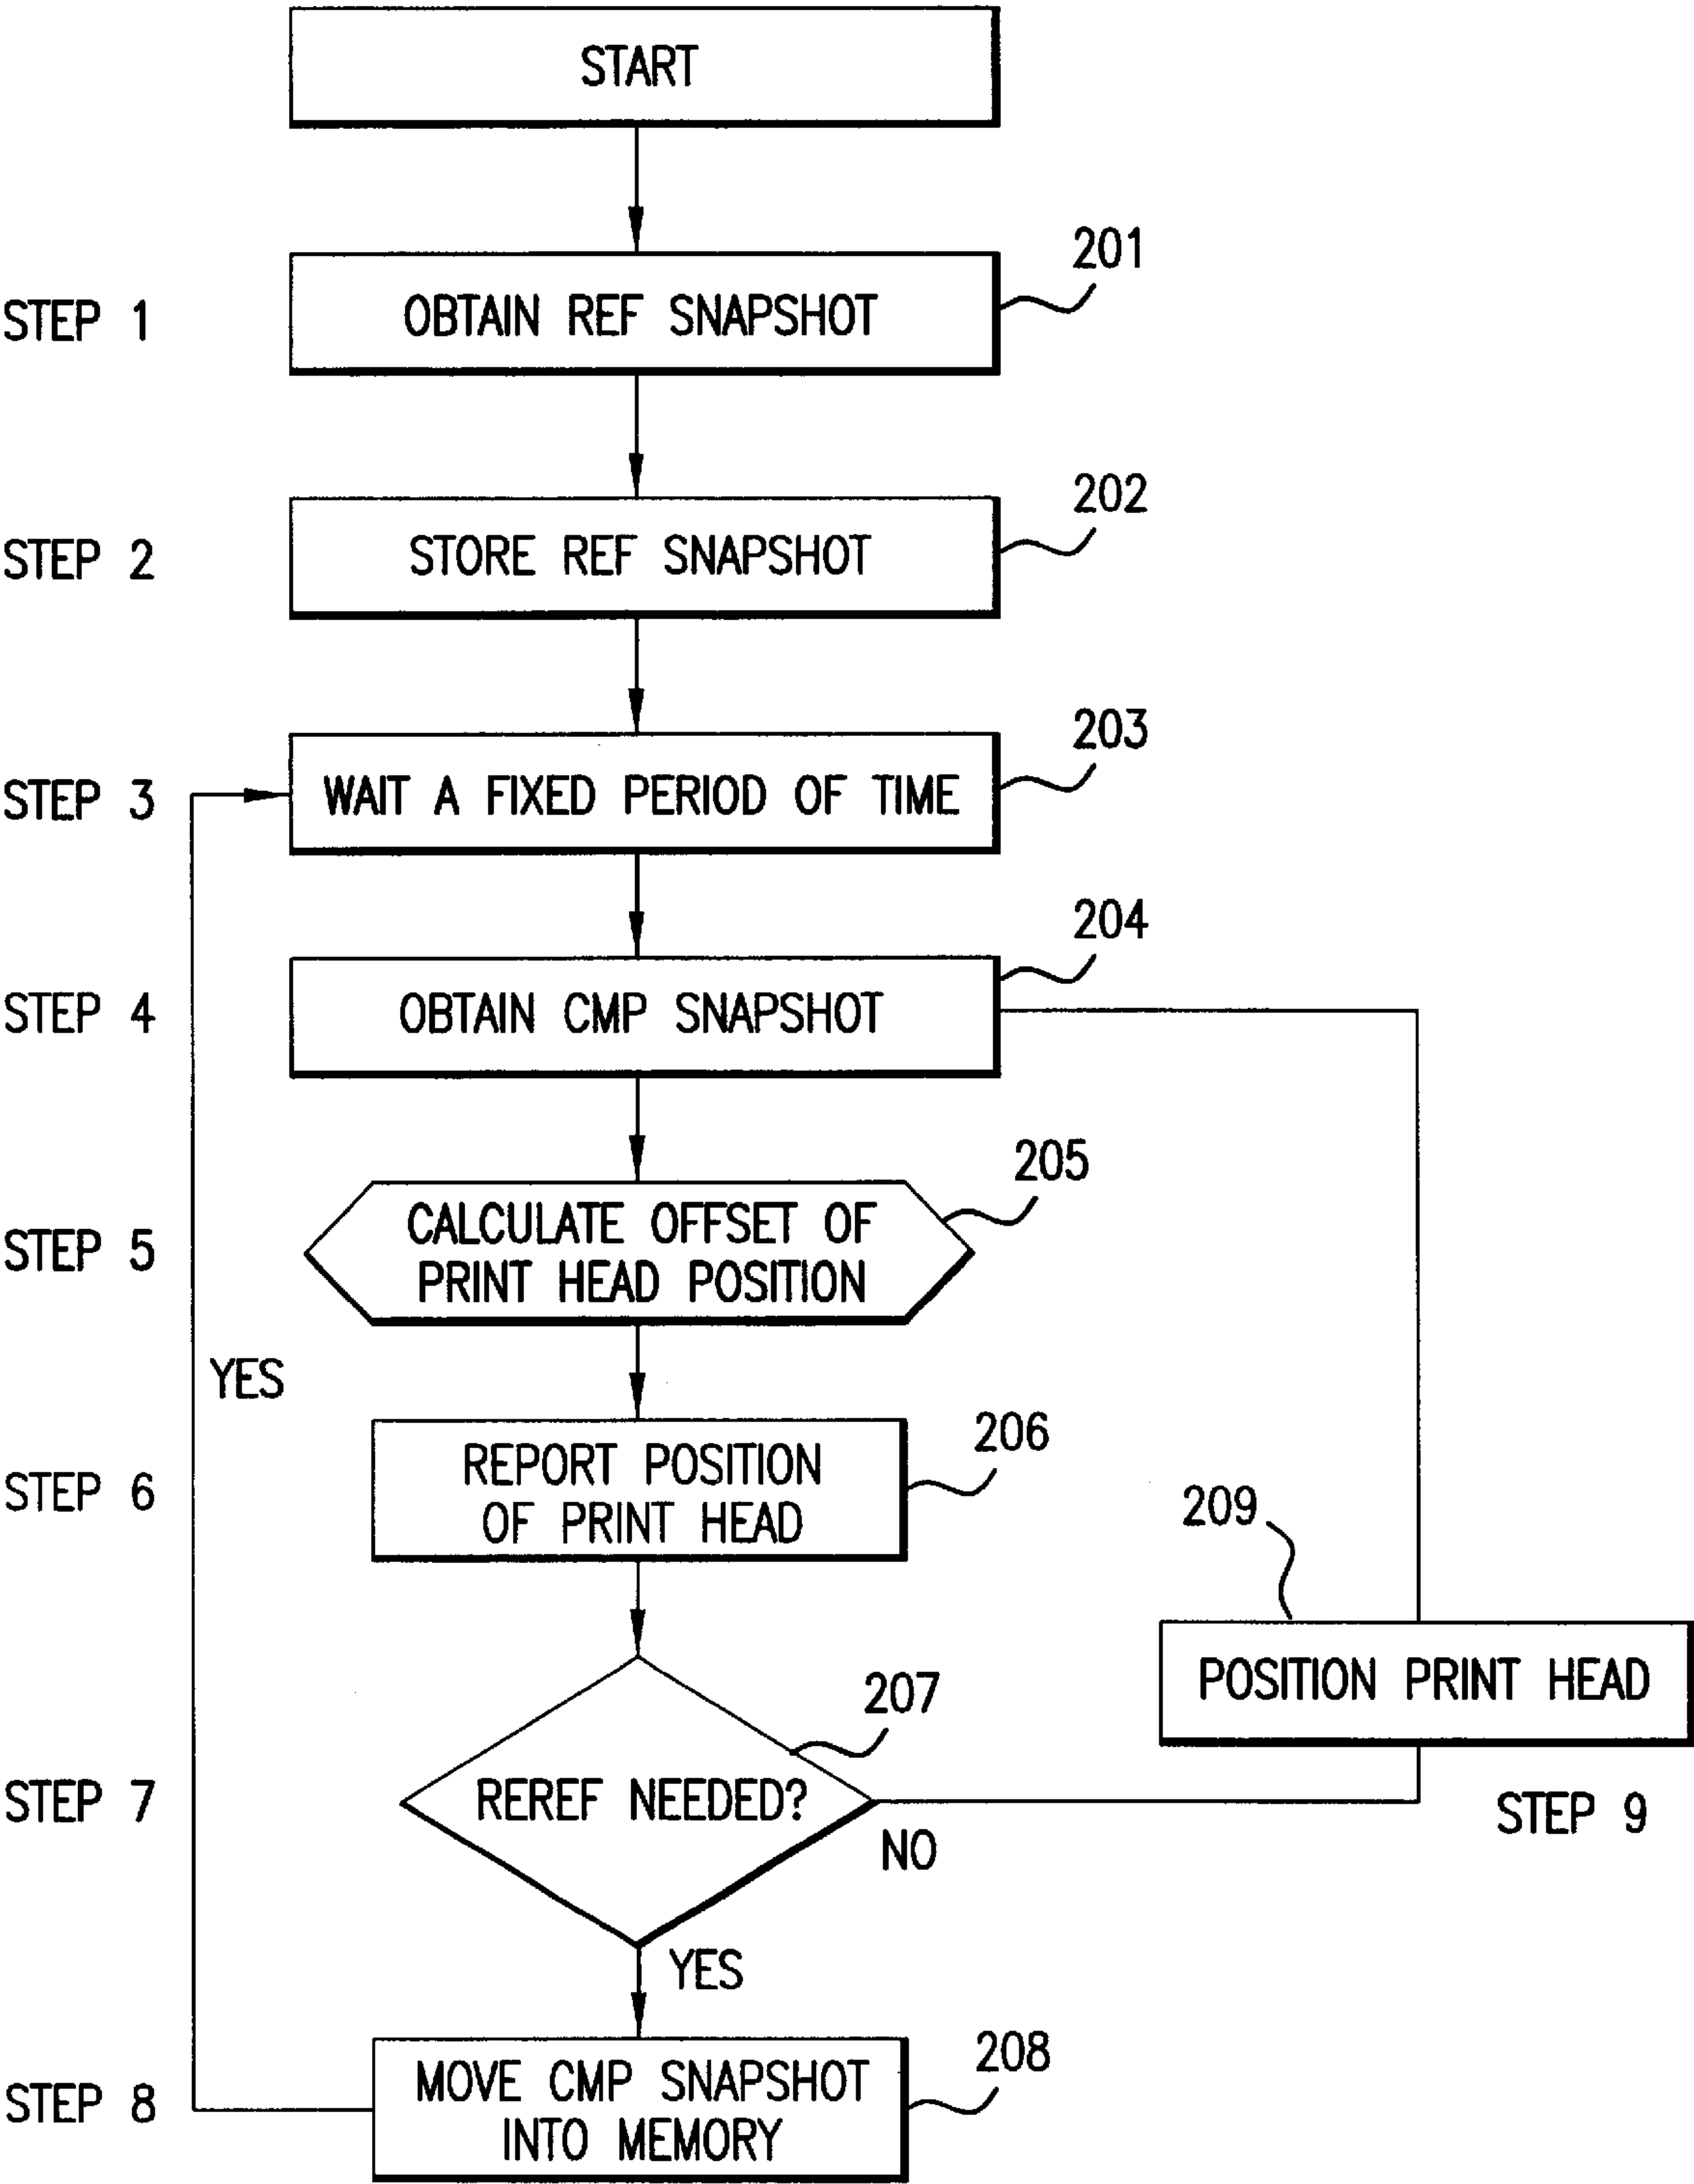 START
201
STEP 1
OBTAIN REF SNAPSHOT
202
STEP 2
STORE REF SNAPSHOT
203
STEP 3
WAIT A FIXED PERIOD OF TIME
204
STEP 4
OBTAIN CMP SNAPSHOT
205
STEP 5
CALCULATE OFFSET OF
PRINT HEAD POSITION
YES
206
STEP 6
REPORT POSITION
OF PRINT HEAD
209
POSITION PRINT HEAD
STEP 9
207
STEP 7
REREF NEEDED?
NO
YES
208
STEP 8
MOVE CMP SNAPSHOT
INTO MEMORY